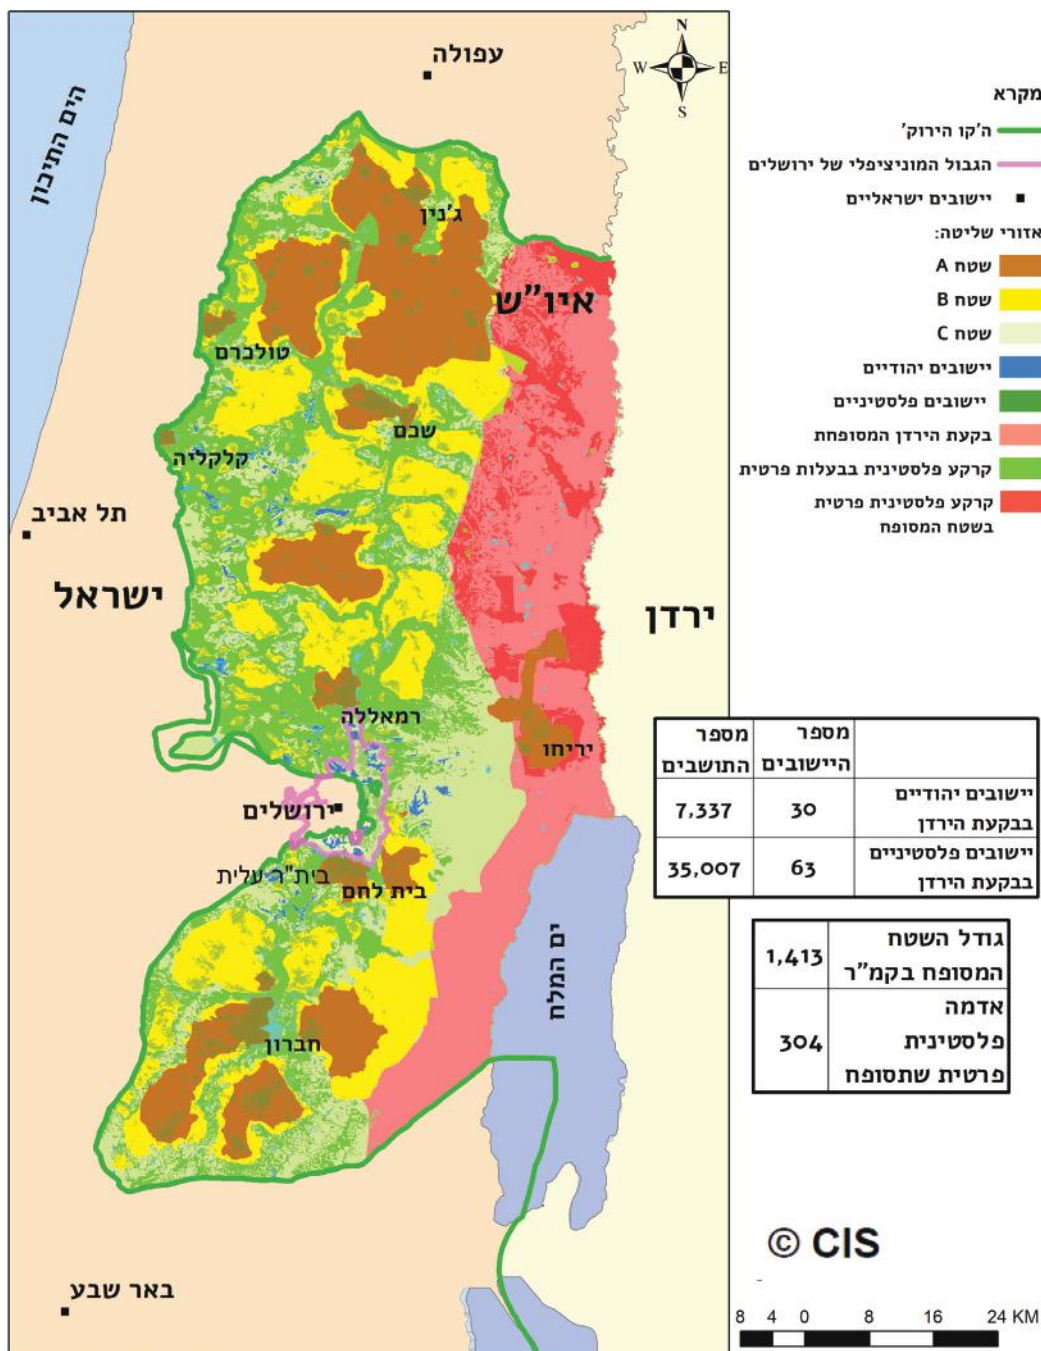 עפולה
N
W E
S
הים התיכון
ג'נין
איו"ש
טולכרם
שכם
קלקליה
תל אביב
ישראל
ירדן
רמאללה
יריחו
ירושלים
בית"ר עלית
בית לחם
ים המלח
חברון
באר שבע
מקרא
ה'קו הירוק'
הגבול המוניציפלי של ירושלים
יישובים ישראליים
אזורי שליטה:
שטח A
שטח B
שטח C
יישובים יהודיים
יישובים פלסטיניים
בקעת הירדן המסופחת
קרקע פלסטינית בבעלות פרטית
קרקע פלסטינית פרטית
בשטח המסופח
מספר היישובים מספר התושבים
יישובים יהודיים בבקעת הירדן 30 7,337
יישובים פלסטיניים בבקעת הירדן 63 35,007
גודל השטח המסופח בקמ"ר 1,413
אדמה פלסטינית פרטית שתסופח 304
© CIS
8 4 0 8 16 24 KM